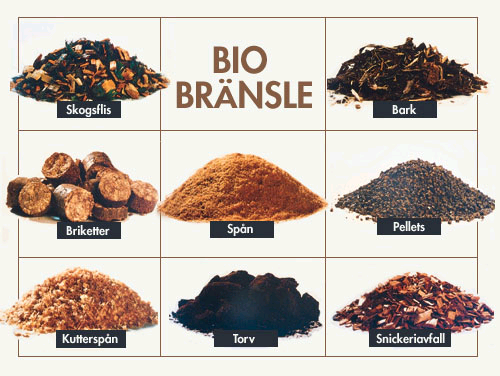 BIO
BRÄNSLE
Skogsflis
Bark
Briketter
Spån
Pellets
Kutterspån
Torv
Snickeriavfall